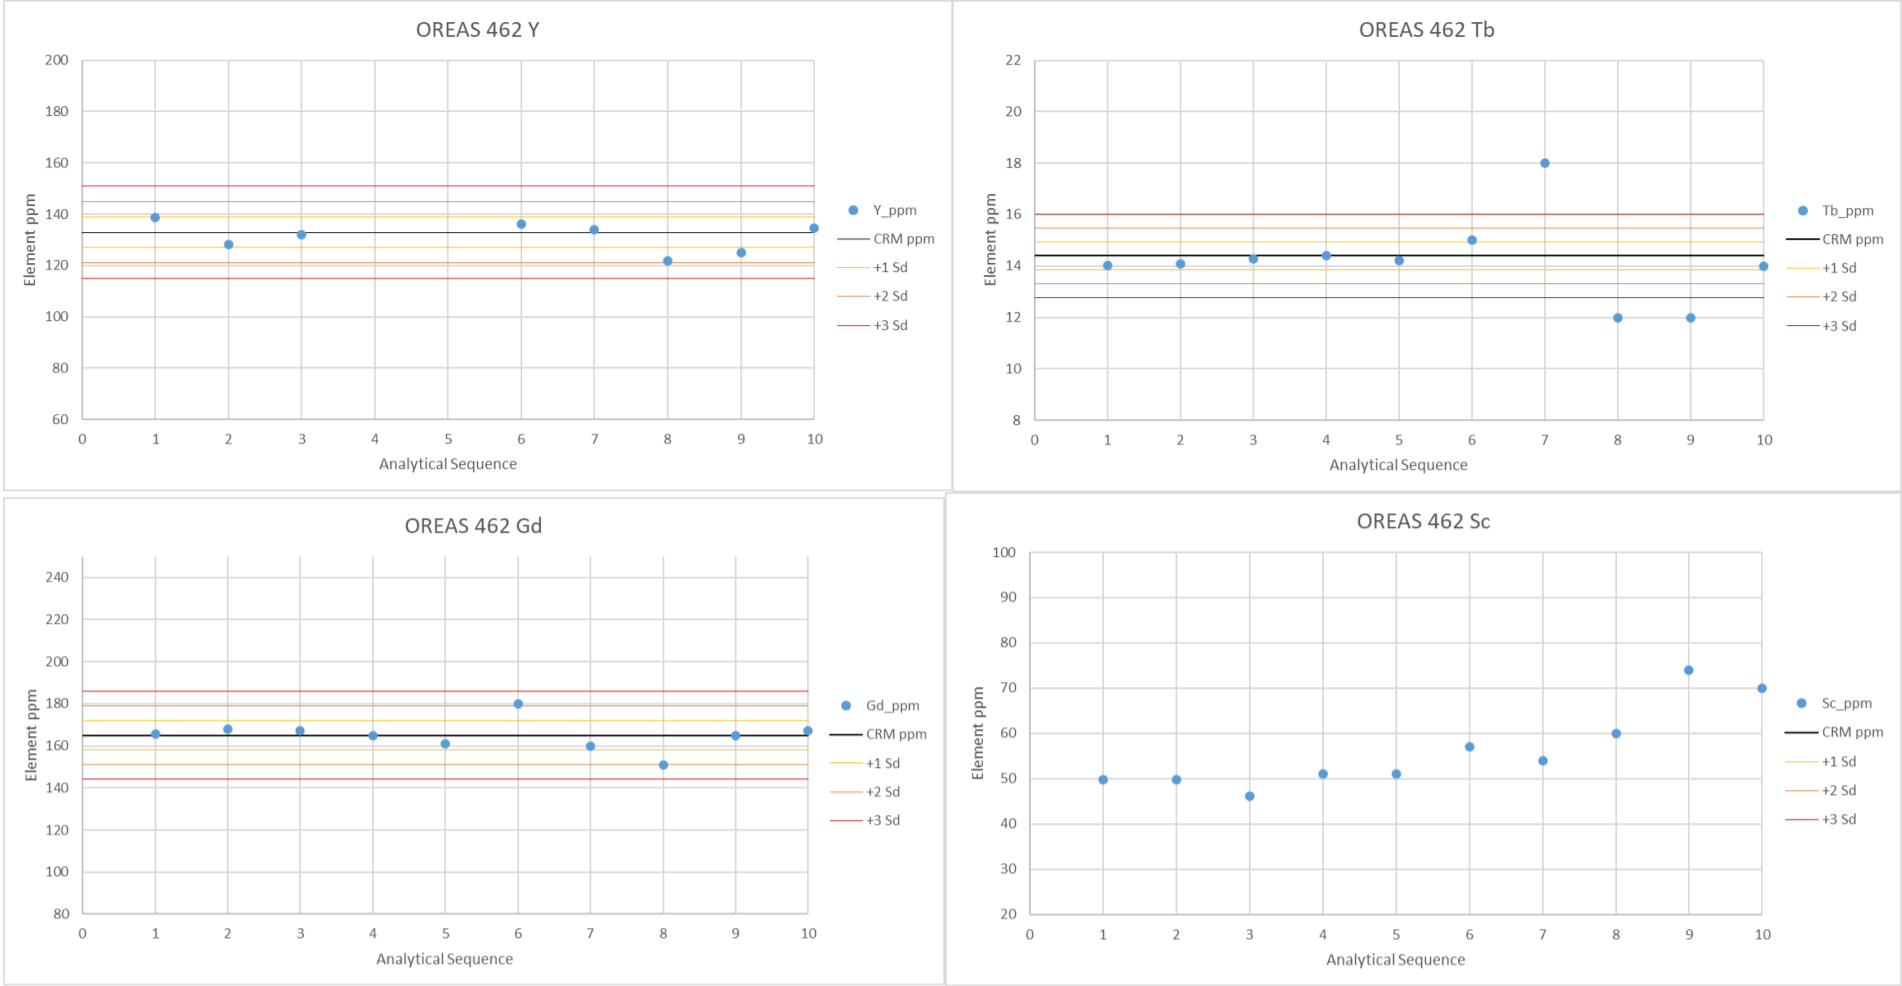 OREAS 462 Y
200
180
160
140
120
100
80
60
0 1 2 3 4 5 6 7 8 9 10
Element ppm
Analytical Sequence
Y_ppm
CRM ppm
+1 Sd
+2 Sd
+3 Sd
OREAS 462 Tb
22
20
18
16
14
12
10
8
0 1 2 3 4 5 6 7 8 9 10
Element ppm
Analytical Sequence
Tb_ppm
CRM ppm
+1 Sd
+2 Sd
+3 Sd
OREAS 462 Gd
240
220
200
180
160
140
120
100
80
0 1 2 3 4 5 6 7 8 9 10
Element ppm
Analytical Sequence
Gd_ppm
CRM ppm
+1 Sd
+2 Sd
+3 Sd
OREAS 462 Sc
100
90
80
70
60
50
40
30
20
0 1 2 3 4 5 6 7 8 9 10
Element ppm
Analytical Sequence
Sc_ppm
CRM ppm
+1 Sd
+2 Sd
+3 Sd